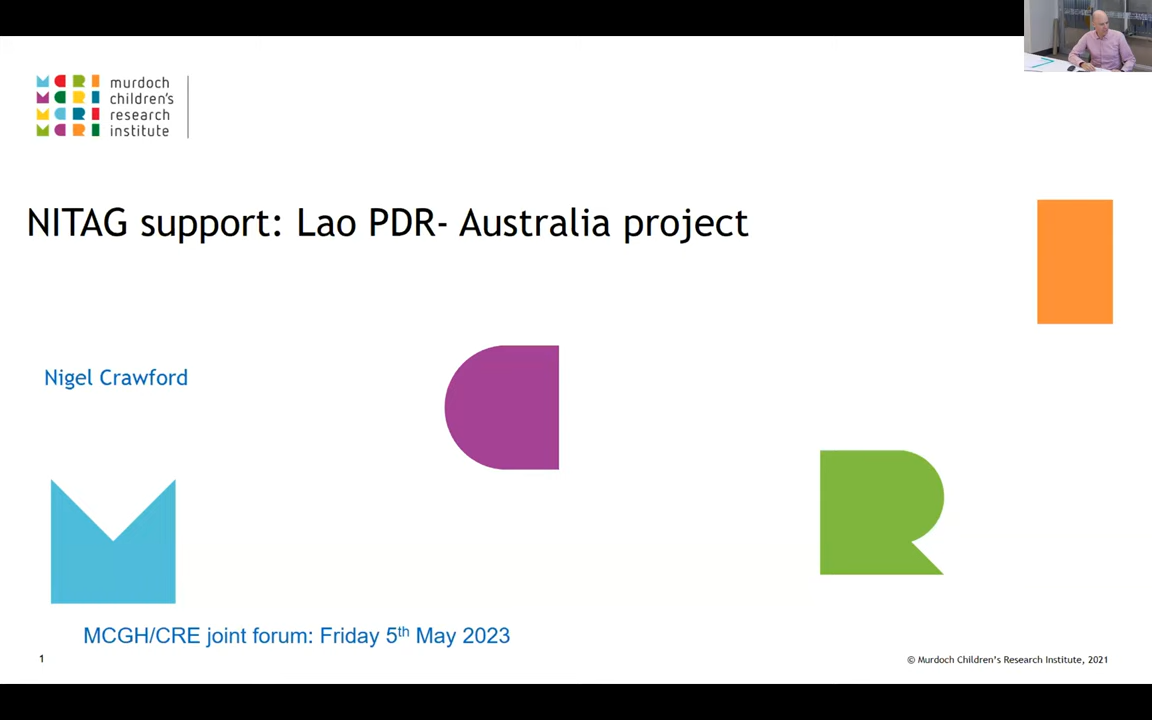 murdoch
children's
research
institute
NITAG support: Lao PDR- Australia project
Nigel Crawford
MCGH/CRE joint forum: Friday 5th May 2023
1
© Murdoch Children's Research Institute, 2021